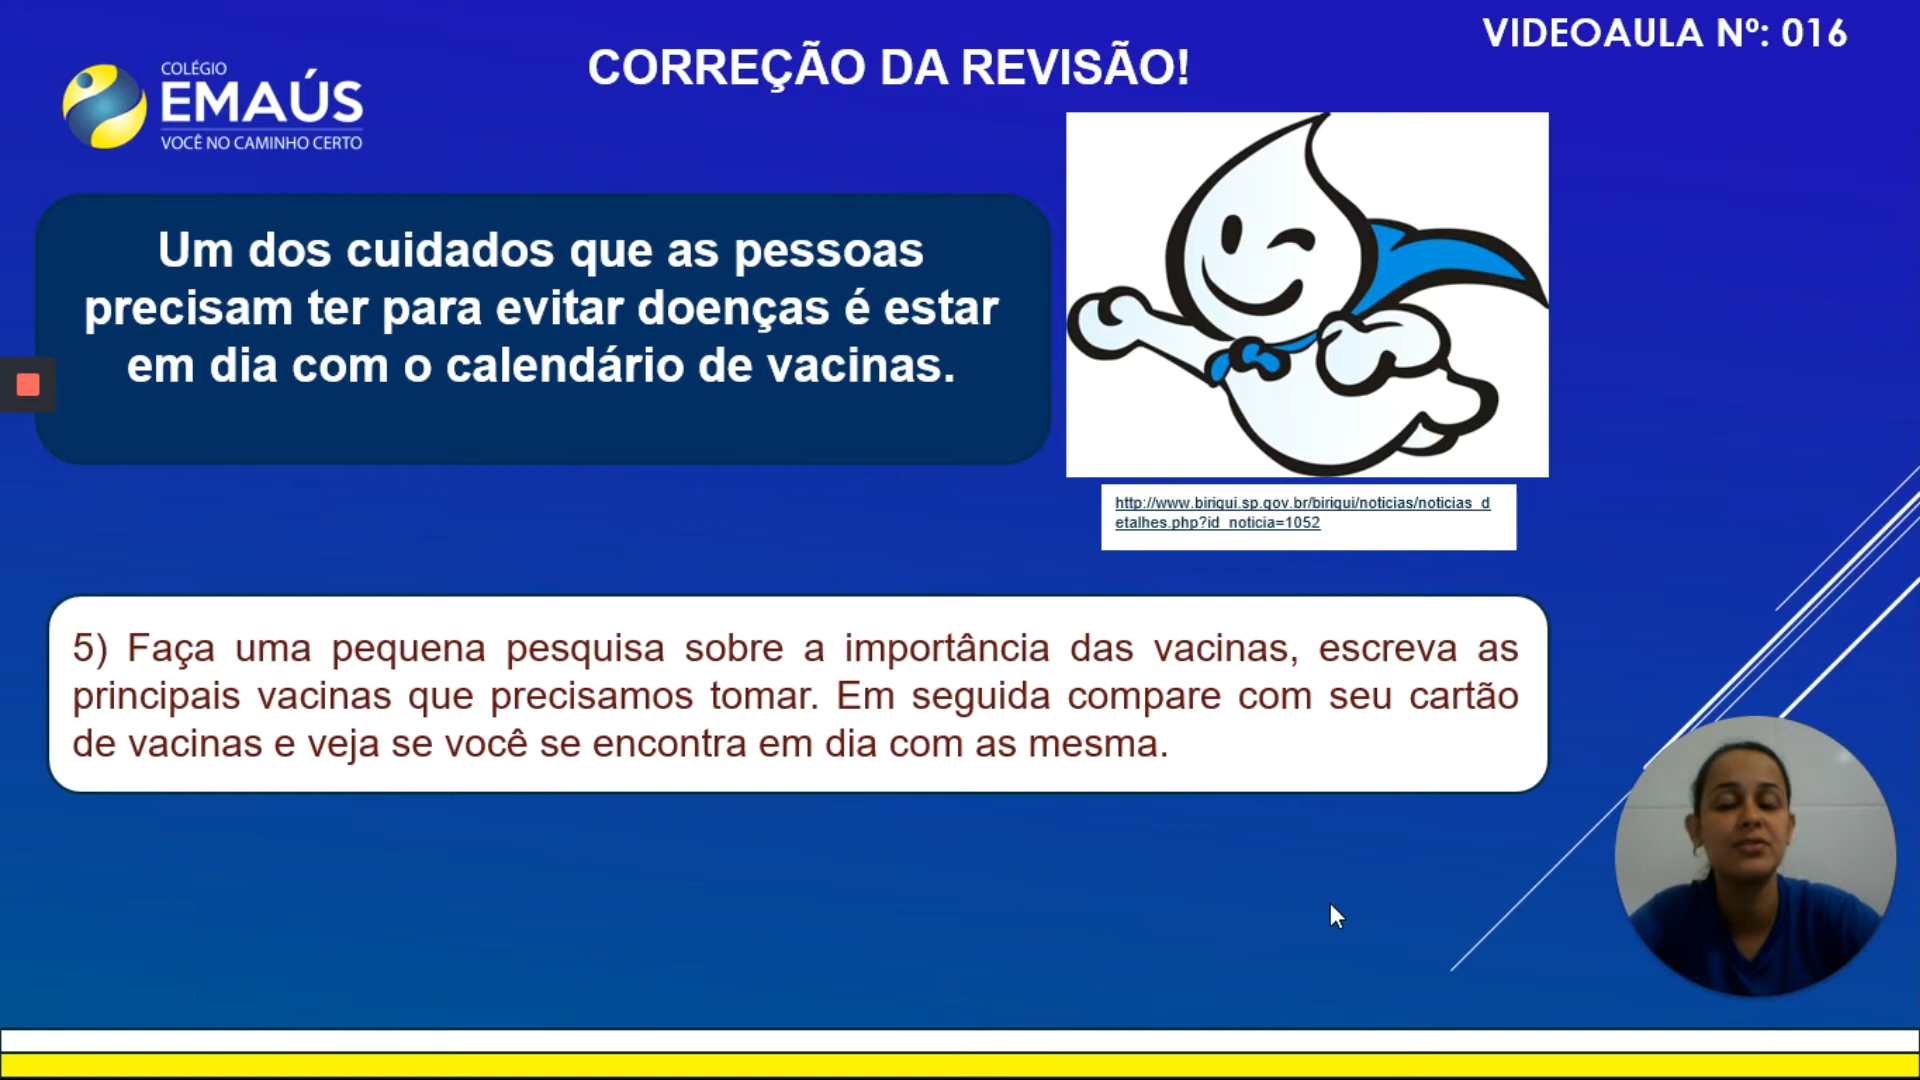 VIDEOAULA Nº: 016
CORREÇÃO DA REVISÃO!
COLÉGIO
EMAÚS
VOCÊ NO CAMINHO CERTO
Um dos cuidados que as pessoas
precisam ter para evitar doenças é estar
em dia com o calendário de vacinas.
http://www.birigui.sp.gov.br/birigui/noticias/noticias_d
etalhes.php?id_noticia=1052
5) Faça uma pequena pesquisa sobre a importância das vacinas, escreva as
principais vacinas que precisamos tomar. Em seguida compare com seu cartão
de vacinas e veja se você se encontra em dia com as mesma.